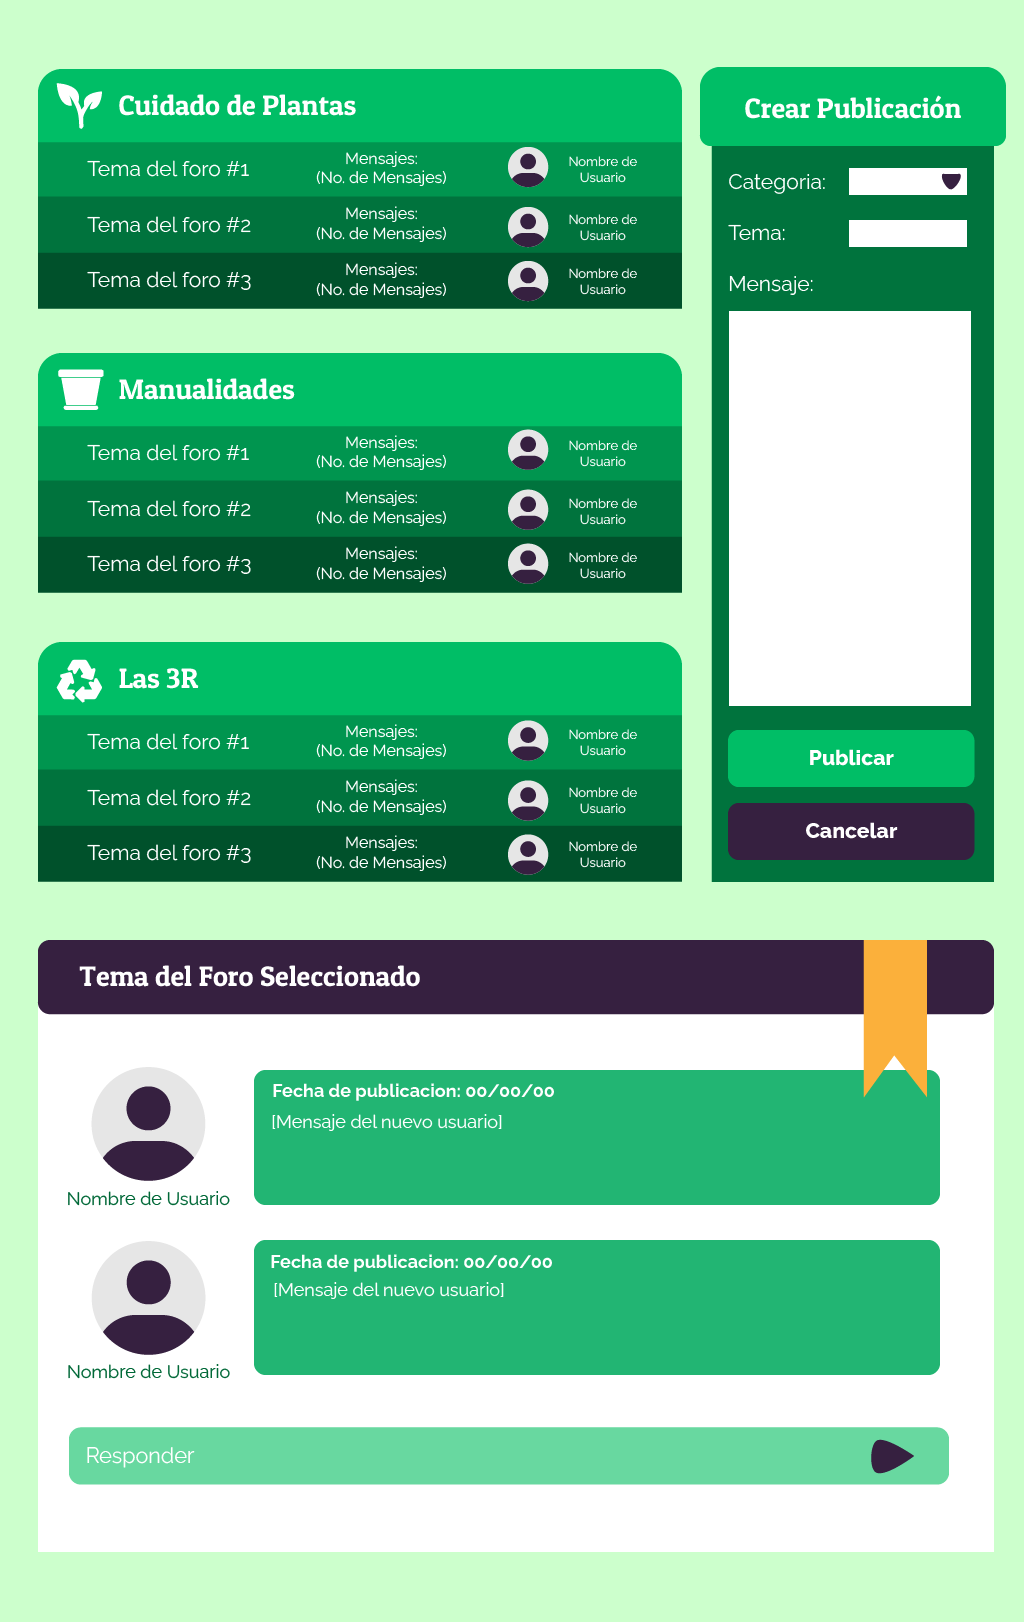 Cuidado de Plantas
Tema del foro #1
Mensajes:
(No. de Mensajes)
Nombre de
Usuario
Tema del foro #2
Mensajes:
(No. de Mensajes)
Nombre de
Usuario
Tema del foro #3
Mensajes:
(No. de Mensajes)
Nombre de
Usuario
Manualidades
Tema del foro #1
Mensajes:
(No. de Mensajes)
Nombre de
Usuario
Tema del foro #2
Mensajes:
(No. de Mensajes)
Nombre de
Usuario
Tema del foro #3
Mensajes:
(No. de Mensajes)
Nombre de
Usuario
Las 3R
Tema del foro #1
Mensajes:
(No. de Mensajes)
Nombre de
Usuario
Tema del foro #2
Mensajes:
(No. de Mensajes)
Nombre de
Usuario
Tema del foro #3
Mensajes:
(No. de Mensajes)
Nombre de
Usuario
Crear Publicación
Categoria:
Tema:
Mensaje:
Publicar
Cancelar
Tema del Foro Seleccionado
Fecha de publicacion: 00/00/00
[Mensaje del nuevo usuario]
Nombre de Usuario
Fecha de publicacion: 00/00/00
[Mensaje del nuevo usuario]
Nombre de Usuario
Responder